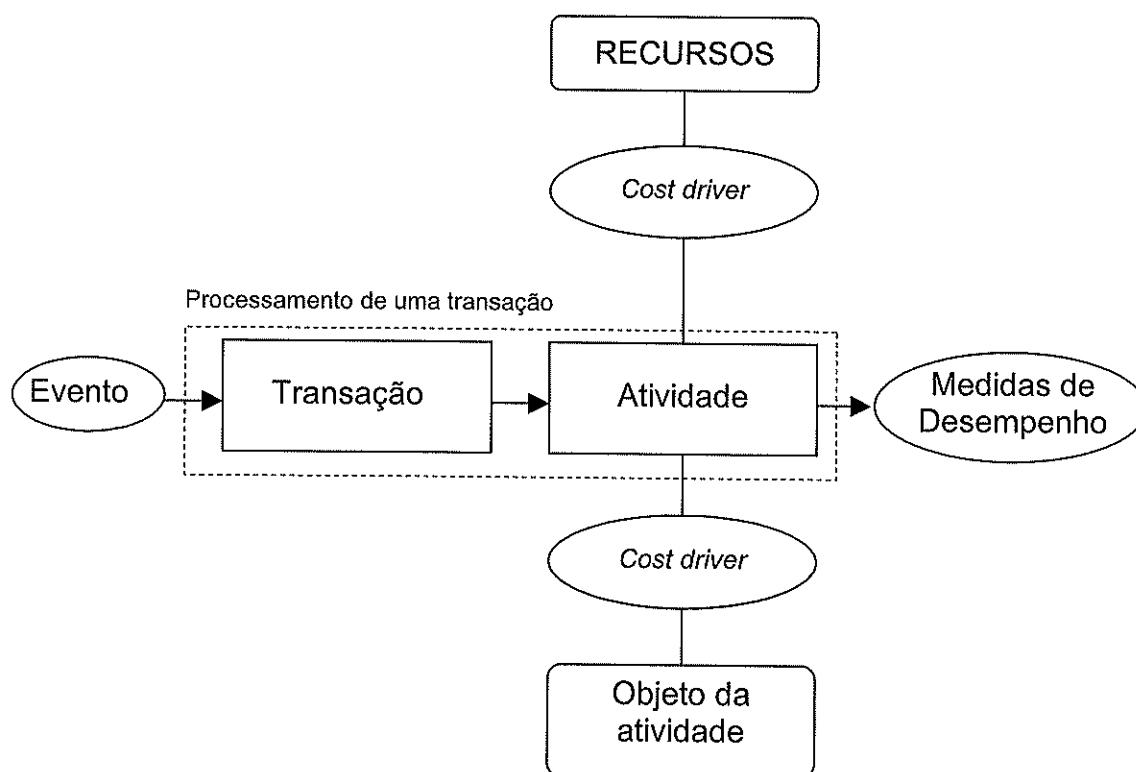 RECURSOS
Cost driver
Processamento de uma transação
Evento
Transação
Atividade
Medidas de
Desempenho
Cost driver
Objeto da
atividade